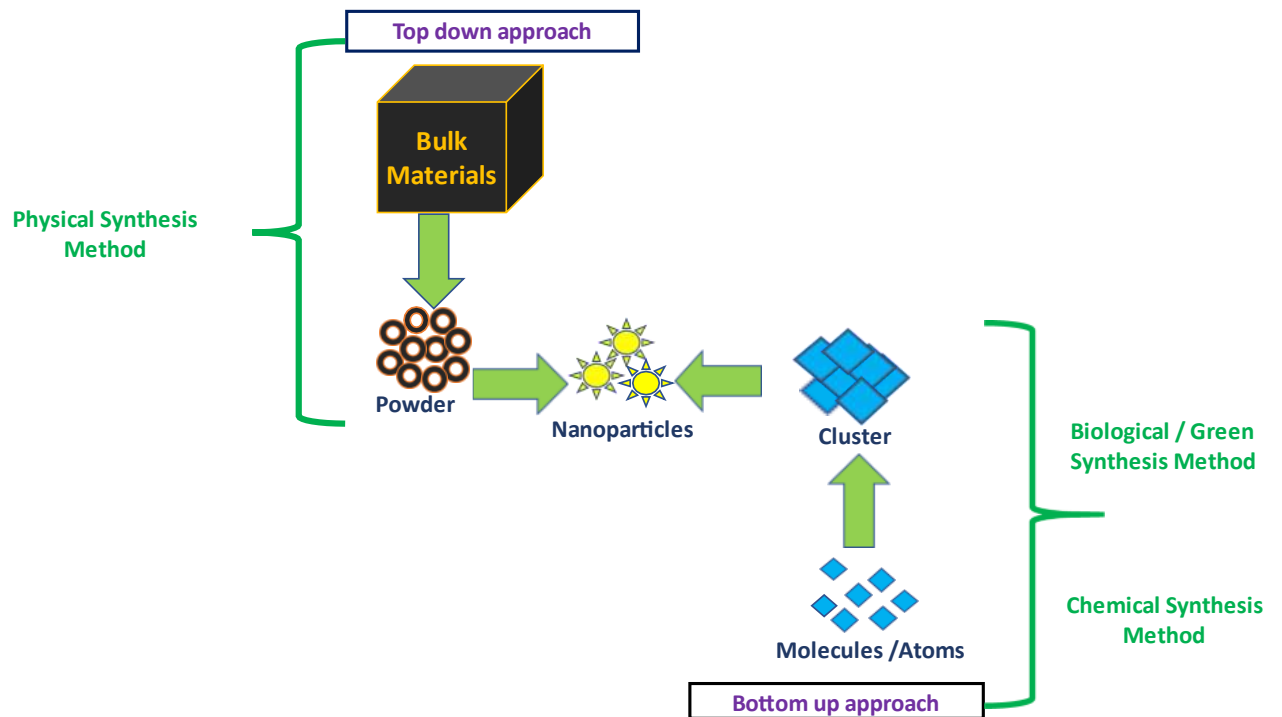 Top down approach
Bulk
Materials
Physical Synthesis
Method
Powder
Nanoparticles
Cluster
Biological / Green
Synthesis Method
Chemical Synthesis
Method
Molecules /Atoms
Bottom up approach